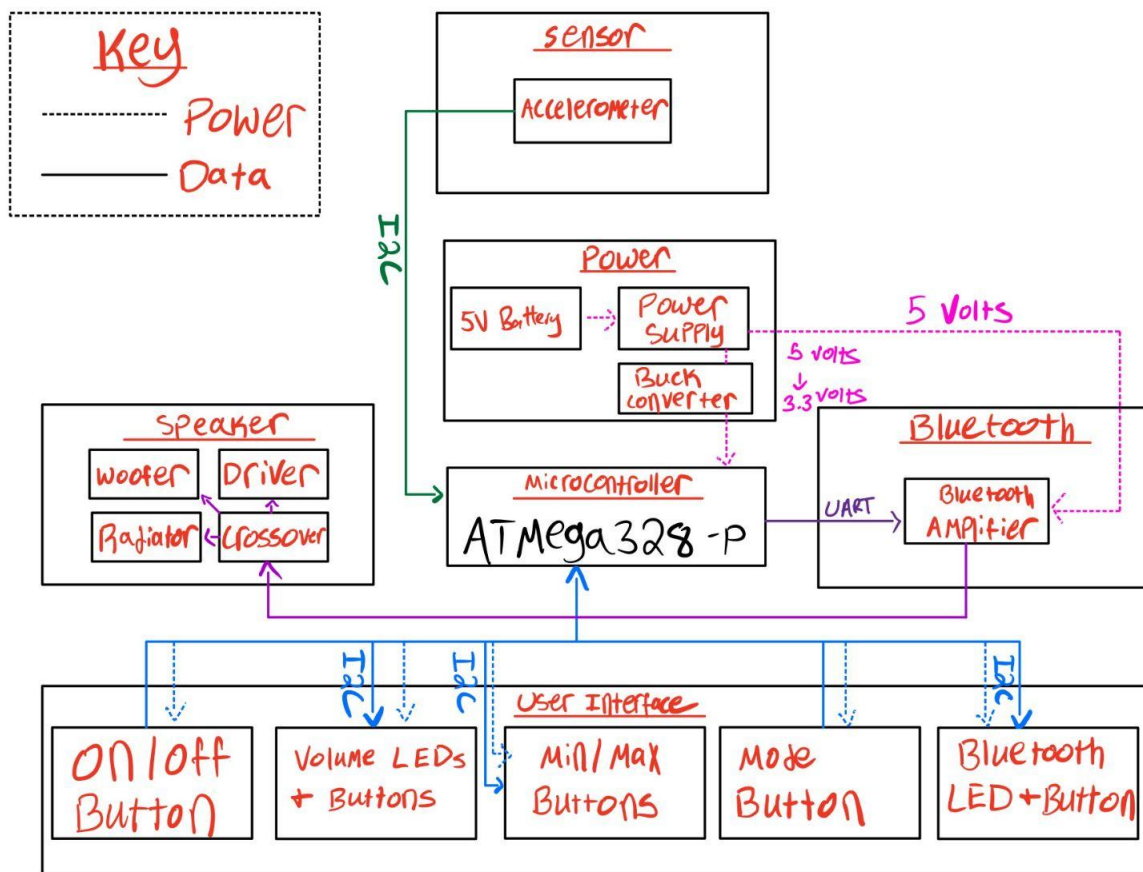 Key
Power
Data
Sensor
Accelerometer
I2C
Power
5V Battery
Power
Supply
5 Volts
5 volts
3.3 volts
Buck
converter
Speaker
Woofer
Driver
Radiator
Crossover
Microcontroller
ATMega328-P
UART
Bluetooth
Bluetooth
AMplifier
I2C
I2C
I2C
User Interface
on/off
Button
Volume LEDs
+ Buttons
Min/Max
Buttons
Mode
Button
Bluetooth
LED+Button